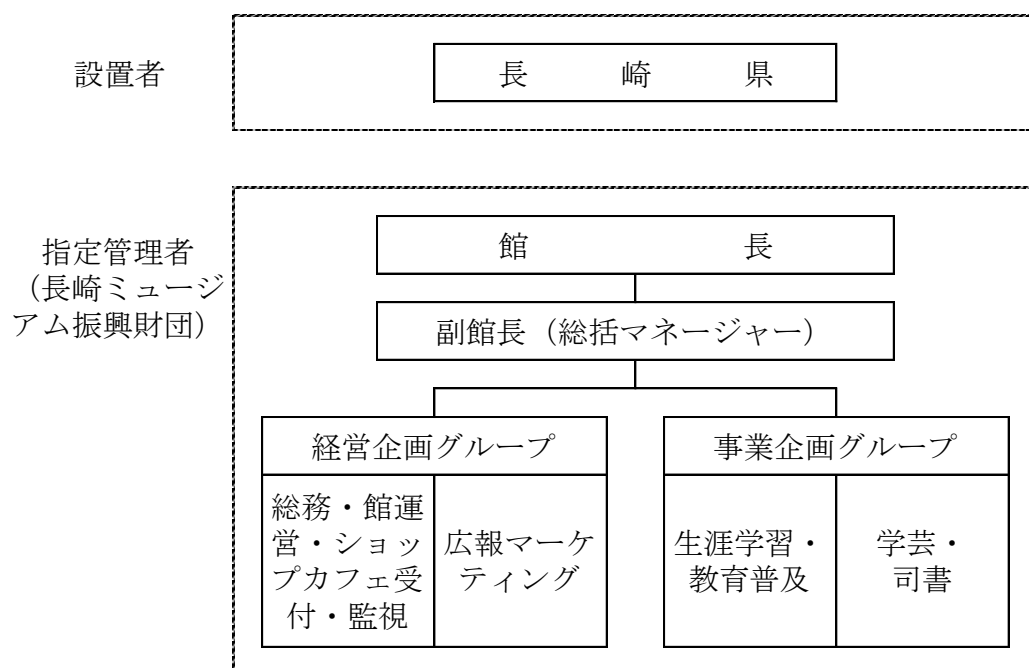 設置者
長崎県
指定管理者
(長崎ミュージ
アム振興財団)
館長
副館長(総括マネージャー)
経営企画グループ
事業企画グループ
総務・館運
営・ショッ
プカフェ受
付・監視
広報マーケ
ティング
生涯学習・
教育普及
学芸・
司書